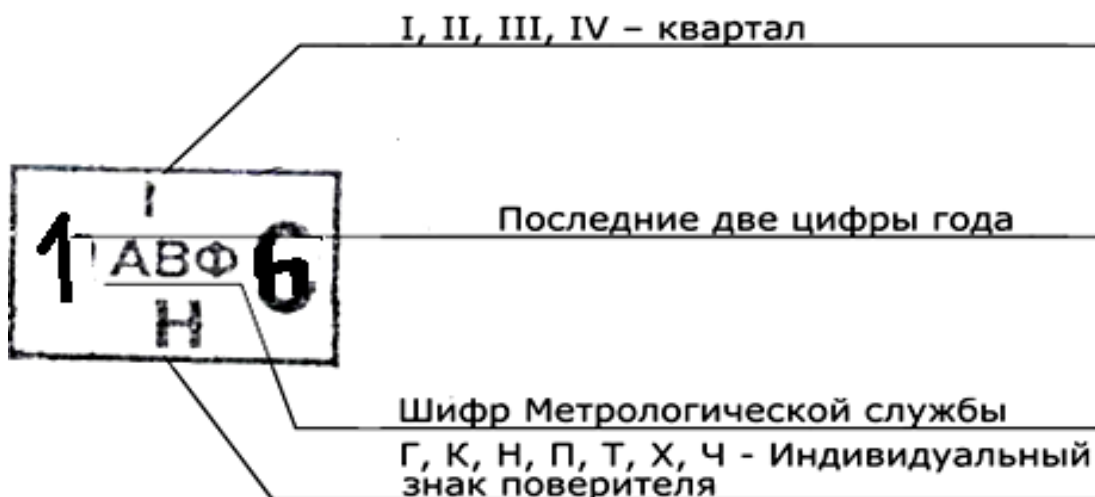 I, II, III, IV – квартал
I
1 АВФ 6
Н
Последние две цифры года
Шифр Метрологической службы
Г, К, Н, П, Т, Х, Ч - Индивидуальный
знак поверителя